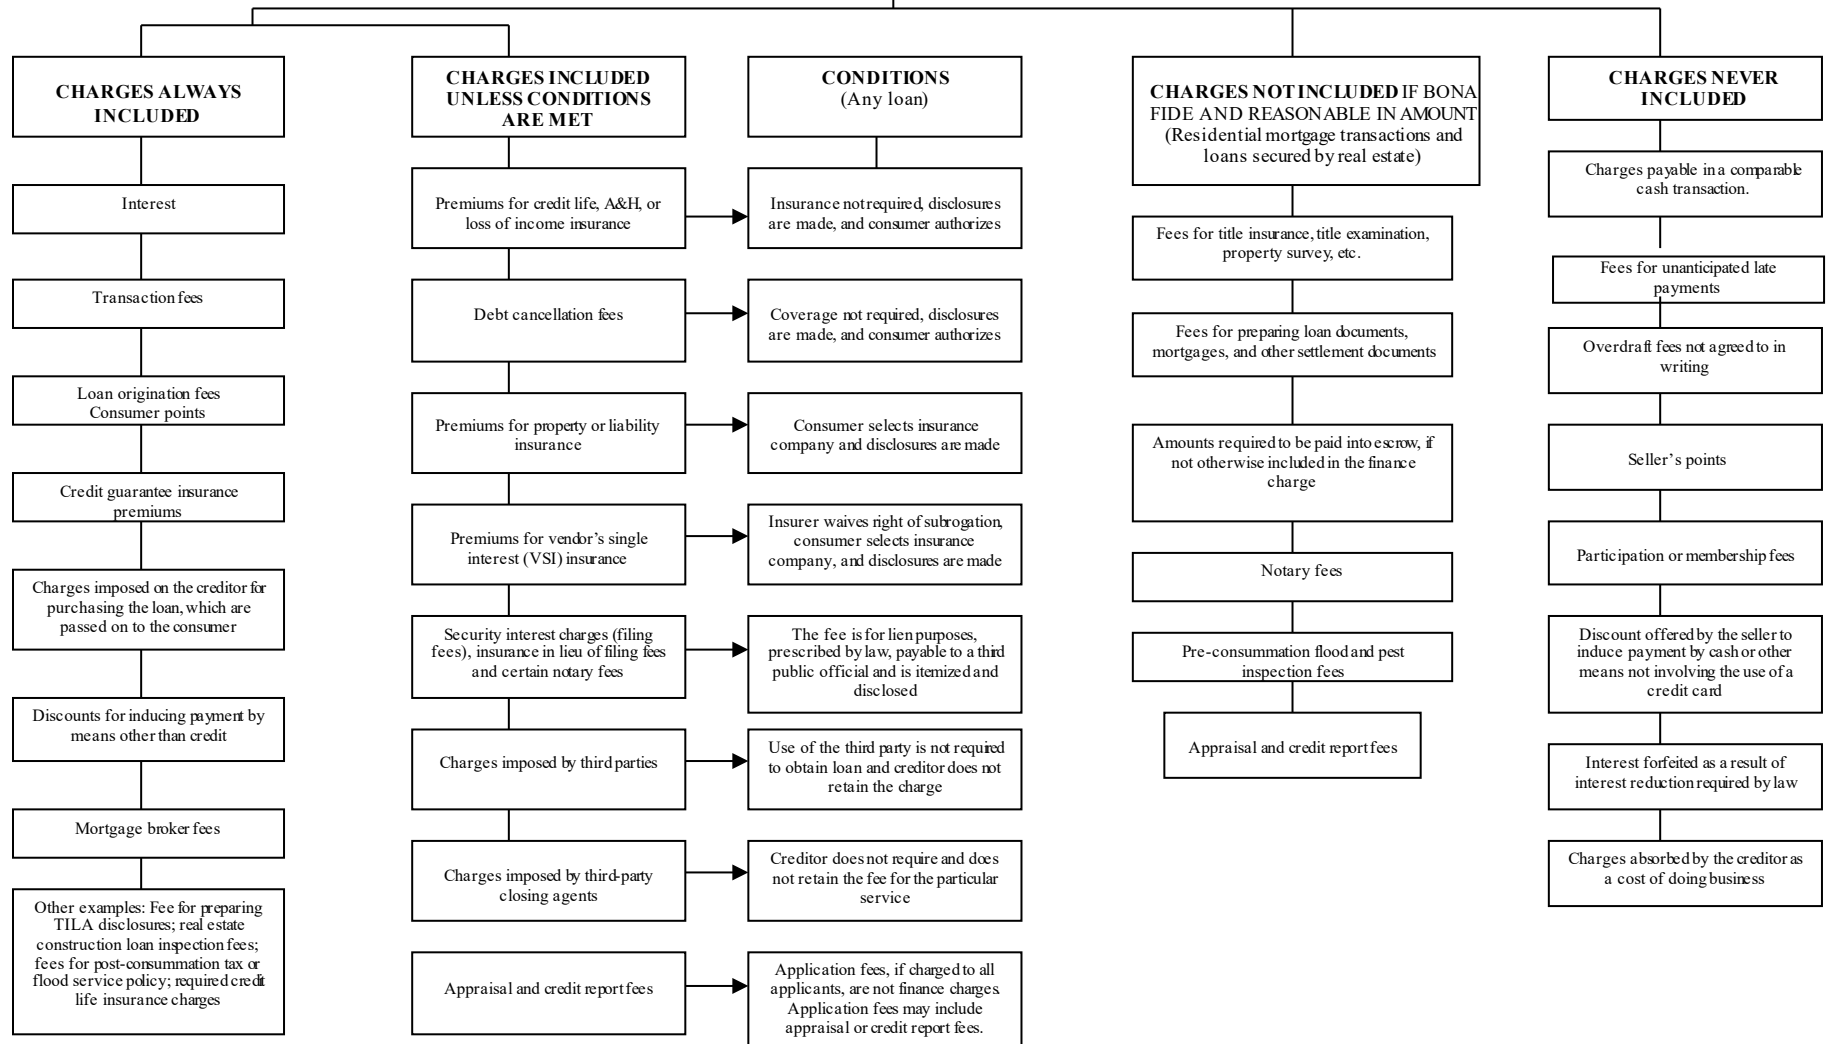 CHARGES ALWAYS
INCLUDED
Interest
Transaction fees
Loan origination fees
Consumer points
Credit guarantee insurance
premiums
Charges imposed on the creditor for
purchasing the loan, which are
passed on to the consumer
Discounts for inducing payment by
means other than credit
Mortgage broker fees
Other examples: Fee for preparing
TILA disclosures; real estate
construction loan inspection fees;
fees for post-consummation tax or
flood service policy; required credit
life insurance charges
CHARGES INCLUDED
UNLESS CONDITIONS
ARE MET
CONDITIONS
(Any loan)
Premiums for credit life, A&H, or
loss of income insurance
Insurance not required, disclosures
are made, and consumer authorizes
Debt cancellation fees
Coverage not required, disclosures
are made, and consumer authorizes
Premiums for property or liability
insurance
Consumer selects insurance
company and disclosures are made
Premiums for vendor's single
interest (VSI) insurance
Insurer waives right of subrogation,
consumer selects insurance
company, and disclosures are made
Security interest charges (filing
fees), insurance in lieu of filing fees
and certain notary fees
The fee is for lien purposes,
prescribed by law, payable to a third
public official and is itemized and
disclosed
Charges imposed by third parties
Use of the third party is not required
to obtain loan and creditor does not
retain the charge
Charges imposed by third-party
closing agents
Creditor does not require and does
not retain the fee for the particular
service
Appraisal and credit report fees
Application fees, if charged to all
applicants, are not finance charges.
Application fees may include
appraisal or credit report fees.
CHARGES NOT INCLUDED IF BONA
FIDE AND REASONABLE IN AMOUNT
(Residential mortgage transactions and
loans secured by real estate)
Fees for title insurance, title examination,
property survey, etc.
Fees for preparing loan documents,
mortgages, and other settlement documents
Amounts required to be paid into escrow, if
not otherwise included in the finance
charge
Notary fees
Pre-consummation flood and pest
inspection fees
Appraisal and credit report fees
CHARGES NEVER
INCLUDED
Charges payable in a comparable
cash transaction.
Fees for unanticipated late
payments
Overdraft fees not agreed to in
writing
Seller's points
Participation or membership fees
Discount offered by the seller to
induce payment by cash or other
means not involving the use of a
credit card
Interest forfeited as a result of
interest reduction required by law
Charges absorbed by the creditor as
a cost of doing business